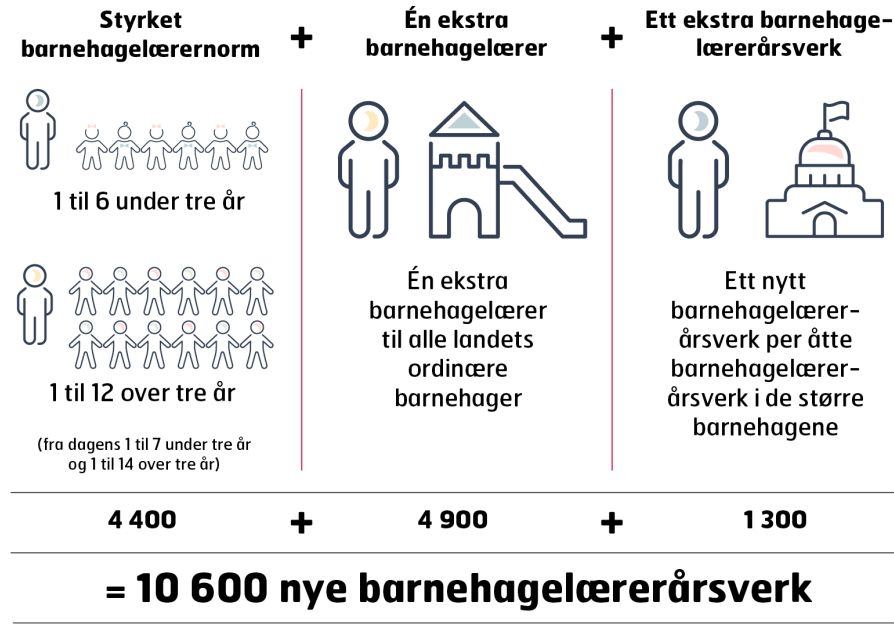 Styrket
barnehagelærernorm
+
Én ekstra
barnehagelærer
+
Ett ekstra barnehage-
lærerårsverk
1 til 6 under tre år
1 til 12 over tre år
(fra dagens 1 til 7 under tre år
og 1 til 14 over tre år)
Én ekstra
barnehagelærer
til alle landets
ordinære
barnehager
Ett nytt
barnehagelærer-
årsverk per åtte
barnehagelærer-
årsverk i de større
barnehagene
4 400 + 4 900 + 1 300
= 10 600 nye barnehagelærerårsverk